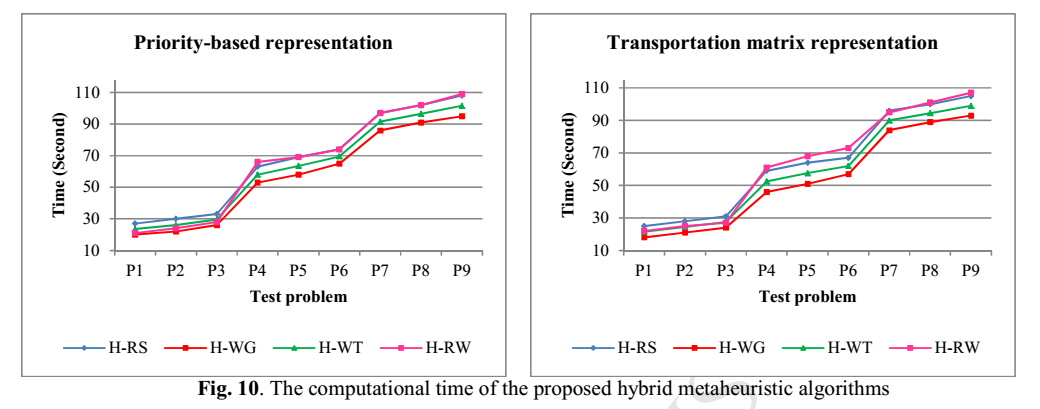 Priority-based representation
Time (Second)
110
90
70
50
30
10
P1 P2 P3 P4 P5 P6 P7 P8 P9
Test problem
H-RS H-WG H-WT H-RW
Transportation matrix representation
Time (Second)
110
90
70
50
30
10
P1 P2 P3 P4 P5 P6 P7 P8 P9
Test problem
H-RS H-WG H-WT H-RW
Fig. 10. The computational time of the proposed hybrid metaheuristic algorithms